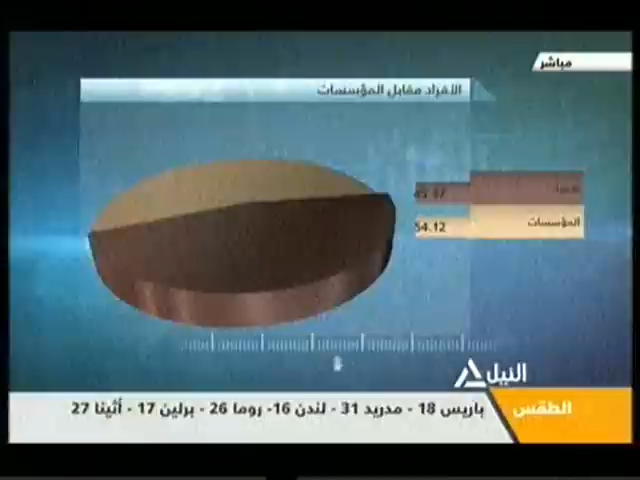 مباشر
الأفراد مقابل المؤسسات
المؤسسات 54.12
النيل
الطقس
باريس 18 - مدريد 31 - لندن 16- روما 26 - برلين 17 - أثينا 27